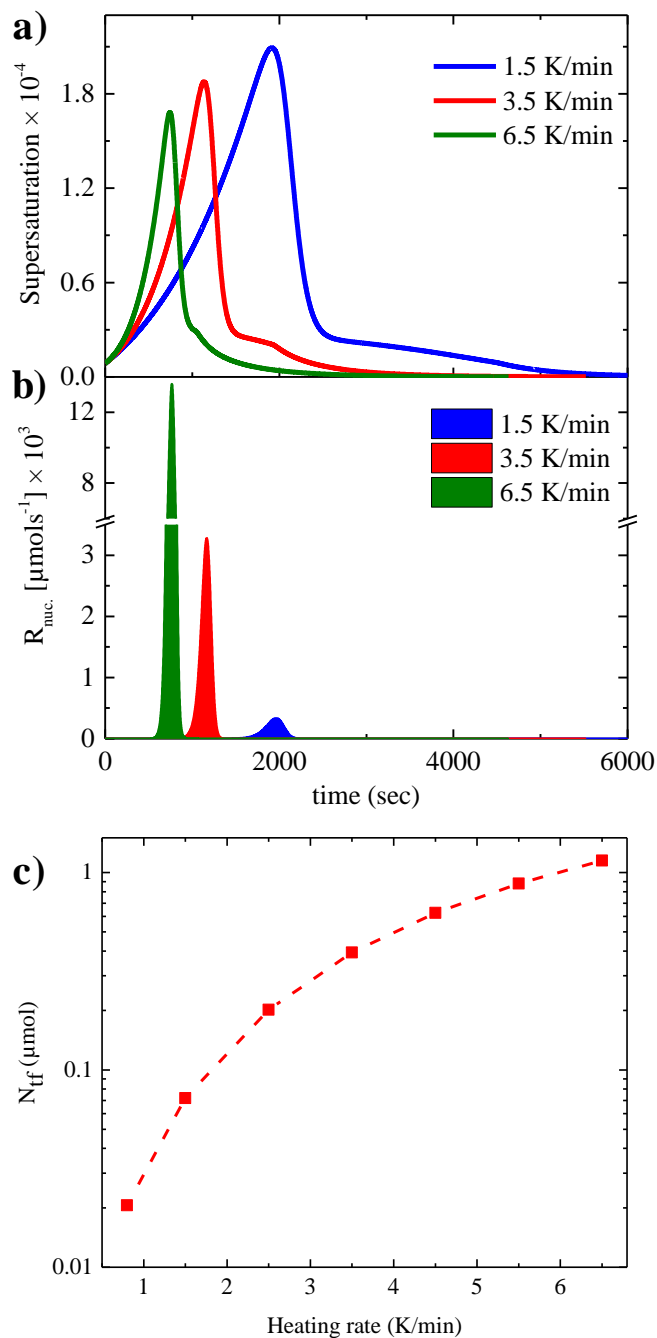 a)
Supersaturation × 10⁻⁴
1.8
1.2
0.6
0.0
1.5 K/min
3.5 K/min
6.5 K/min
b)
R_nuc. [μmols⁻¹] × 10³
12
3
2
1
0
1.5 K/min
3.5 K/min
6.5 K/min
0 2000 4000 6000
time (sec)
c)
N_tf (μmol)
1
0.1
0.01
1 2 3 4 5 6
Heating rate (K/min)